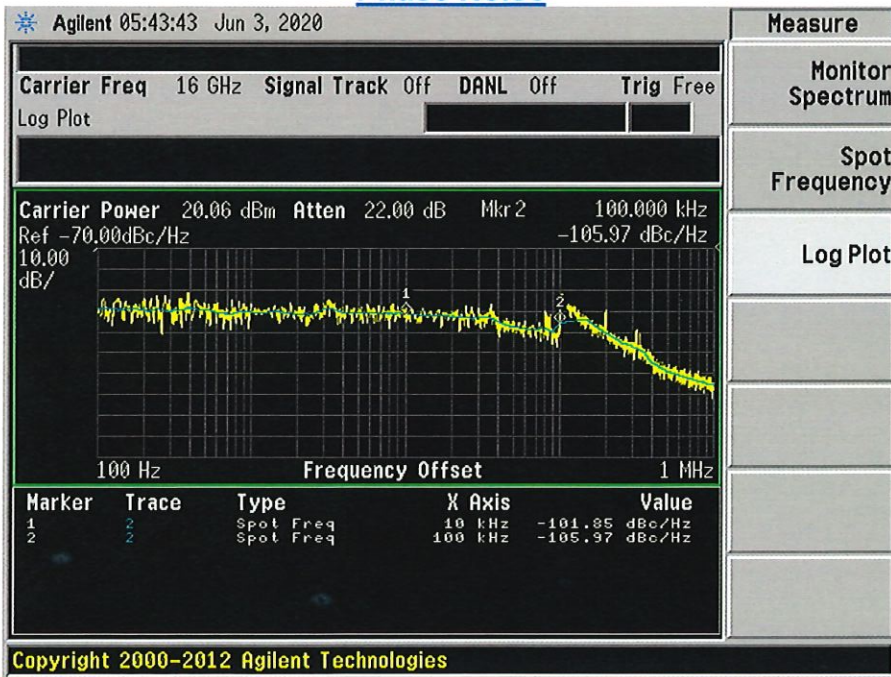 Agilent 05:43:43 Jun 3, 2020
Measure
Carrier Freq 16 GHz Signal Track Off DANL Off Trig Free
Log Plot
Monitor Spectrum
Spot Frequency
Log Plot
Carrier Power 20.06 dBm Atten 22.00 dB Mkr2 100.000 kHz
Ref -70.00dBc/Hz -105.97 dBc/Hz
10.00
dB/
1
2
100 Hz Frequency Offset 1 MHz
Marker Trace Type X Axis Value
1 2 Spot Freq 10 kHz -101.85 dBc/Hz
2 2 Spot Freq 100 kHz -105.97 dBc/Hz
Copyright 2000-2012 Agilent Technologies